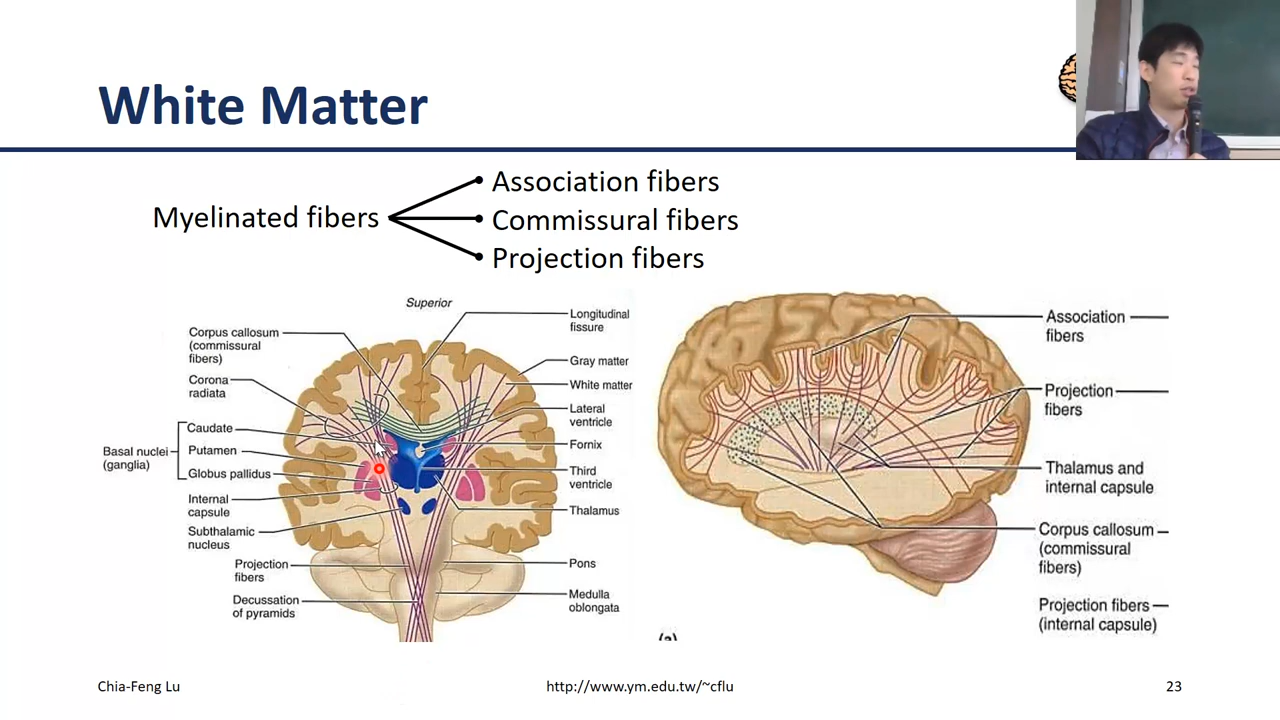 White Matter
Myelinated fibers
Association fibers
Commissural fibers
Projection fibers
Superior
Corpus callosum
(commissural
fibers)
Corona
radiata
Basal nuclei
(ganglia)
Caudate
Putamen
Globus pallidus
Internal
capsule
Subthalamic
nucleus
Projection
fibers
Decussation
of pyramids
Longitudinal
fissure
Gray matter
White matter
Lateral
ventricle
Fornix
Third
ventricle
Thalamus
Pons
Medulla
oblongata
Association
fibers
Projection
fibers
Thalamus and
internal capsule
Corpus callosum
(commissural
fibers)
Projection fibers
(internal capsule)
(a)
Chia-Feng Lu
http://www.ym.edu.tw/~cflu
23